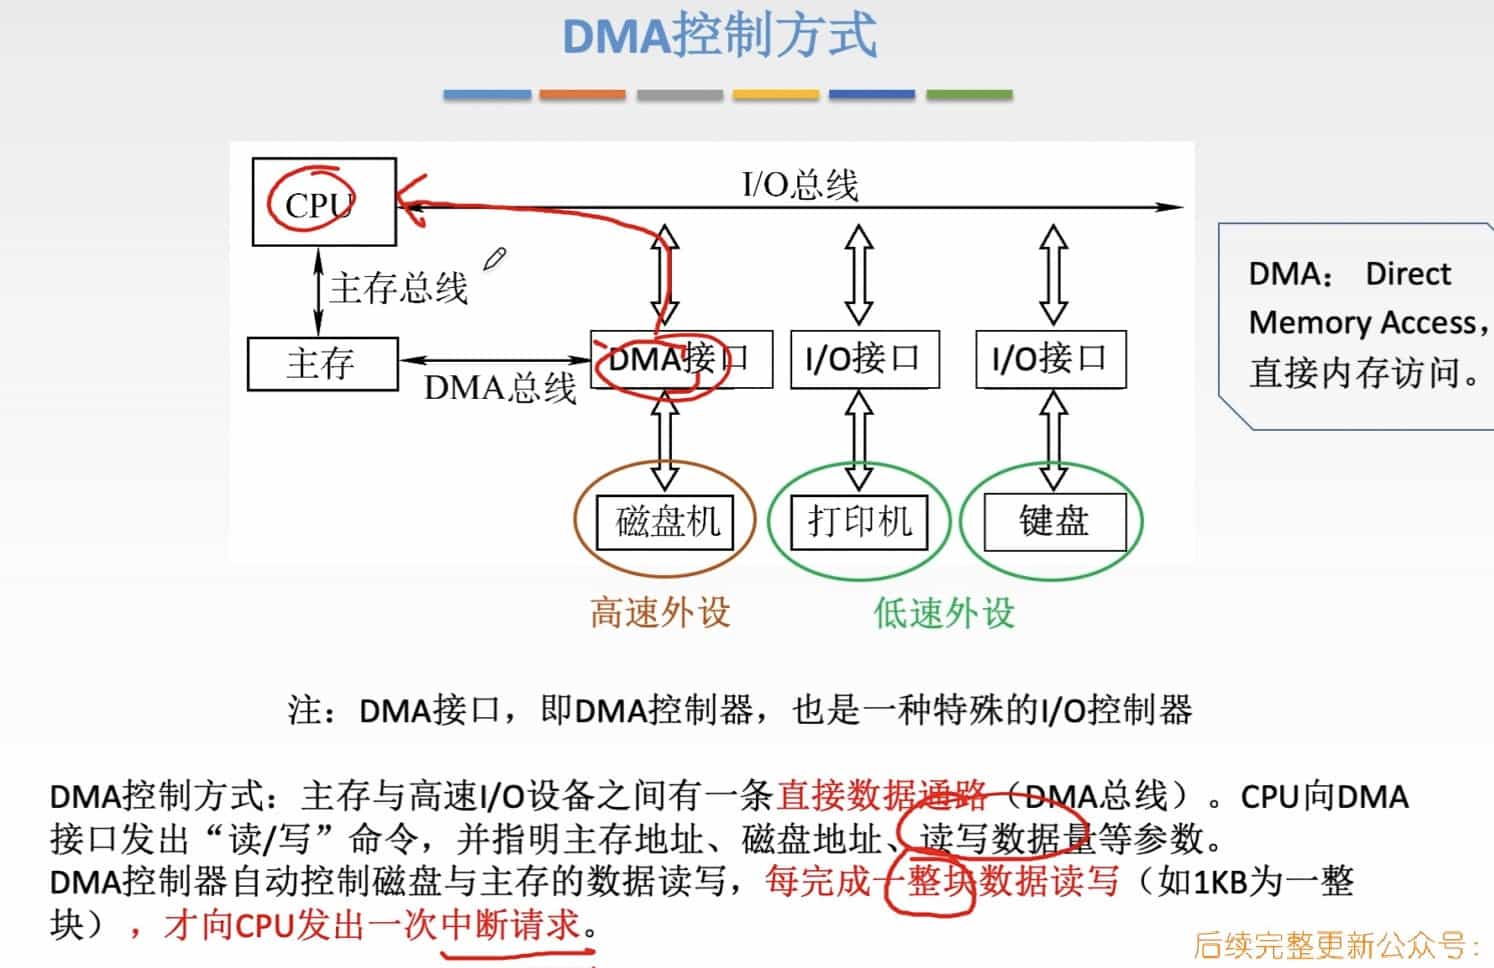 DMA控制方式
CPU
I/O总线
主存总线
主存
DMA总线
DMA接口
I/O接口
I/O接口
磁盘机
打印机
键盘
高速外设
低速外设
DMA： Direct
Memory Access，
直接内存访问。
注：DMA接口，即DMA控制器，也是一种特殊的I/O控制器
DMA控制方式：主存与高速I/O设备之间有一条直接数据通路（DMA总线）。CPU向DMA
接口发出“读/写”命令，并指明主存地址、磁盘地址、读写数据量等参数。
DMA控制器自动控制磁盘与主存的数据读写，每完成一整块数据读写（如1KB为一整
块），才向CPU发出一次中断请求。
后续完整更新公众号：